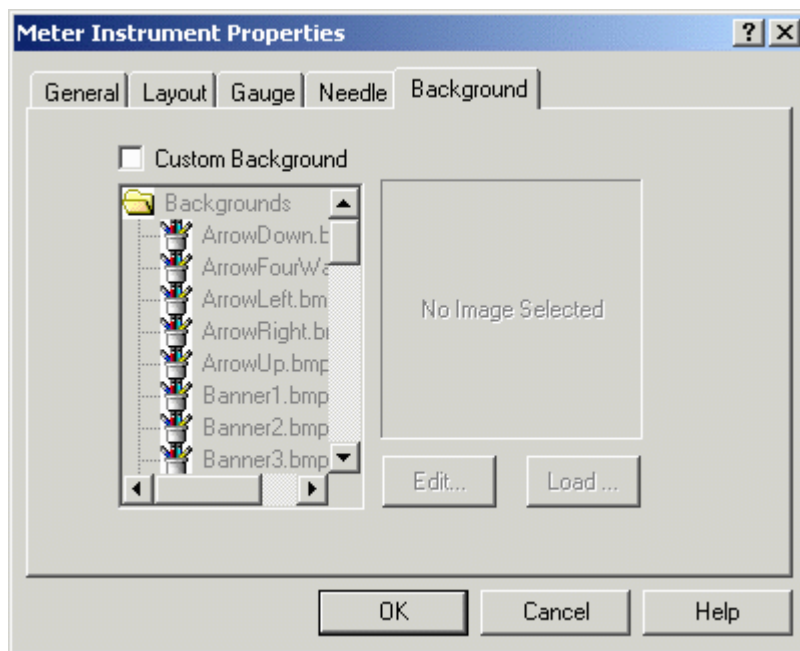 Meter Instrument Properties
General Layout Gauge Needle Background
Custom Background
Backgrounds
ArrowDown.b
ArrowFourWa
ArrowLeft.bm
ArrowRight.b
ArrowUp.bmp
Banner1.bmp
Banner2.bmp
Banner3.bmp
No Image Selected
Edit... Load ...
OK Cancel Help